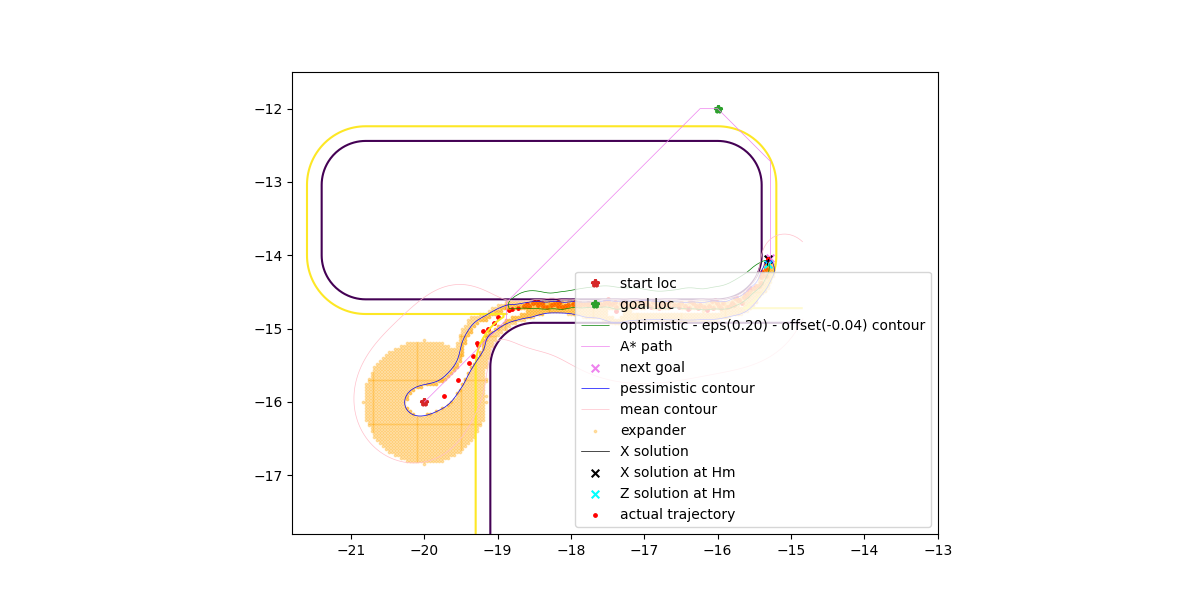 −12
−13
−14
−15
−16
−17
start loc
goal loc
optimistic - eps(0.20) - offset(-0.04) contour
A* path
next goal
pessimistic contour
mean contour
expander
X solution
X solution at Hm
Z solution at Hm
actual trajectory
−21 −20 −19 −18 −17 −16 −15 −14 −13